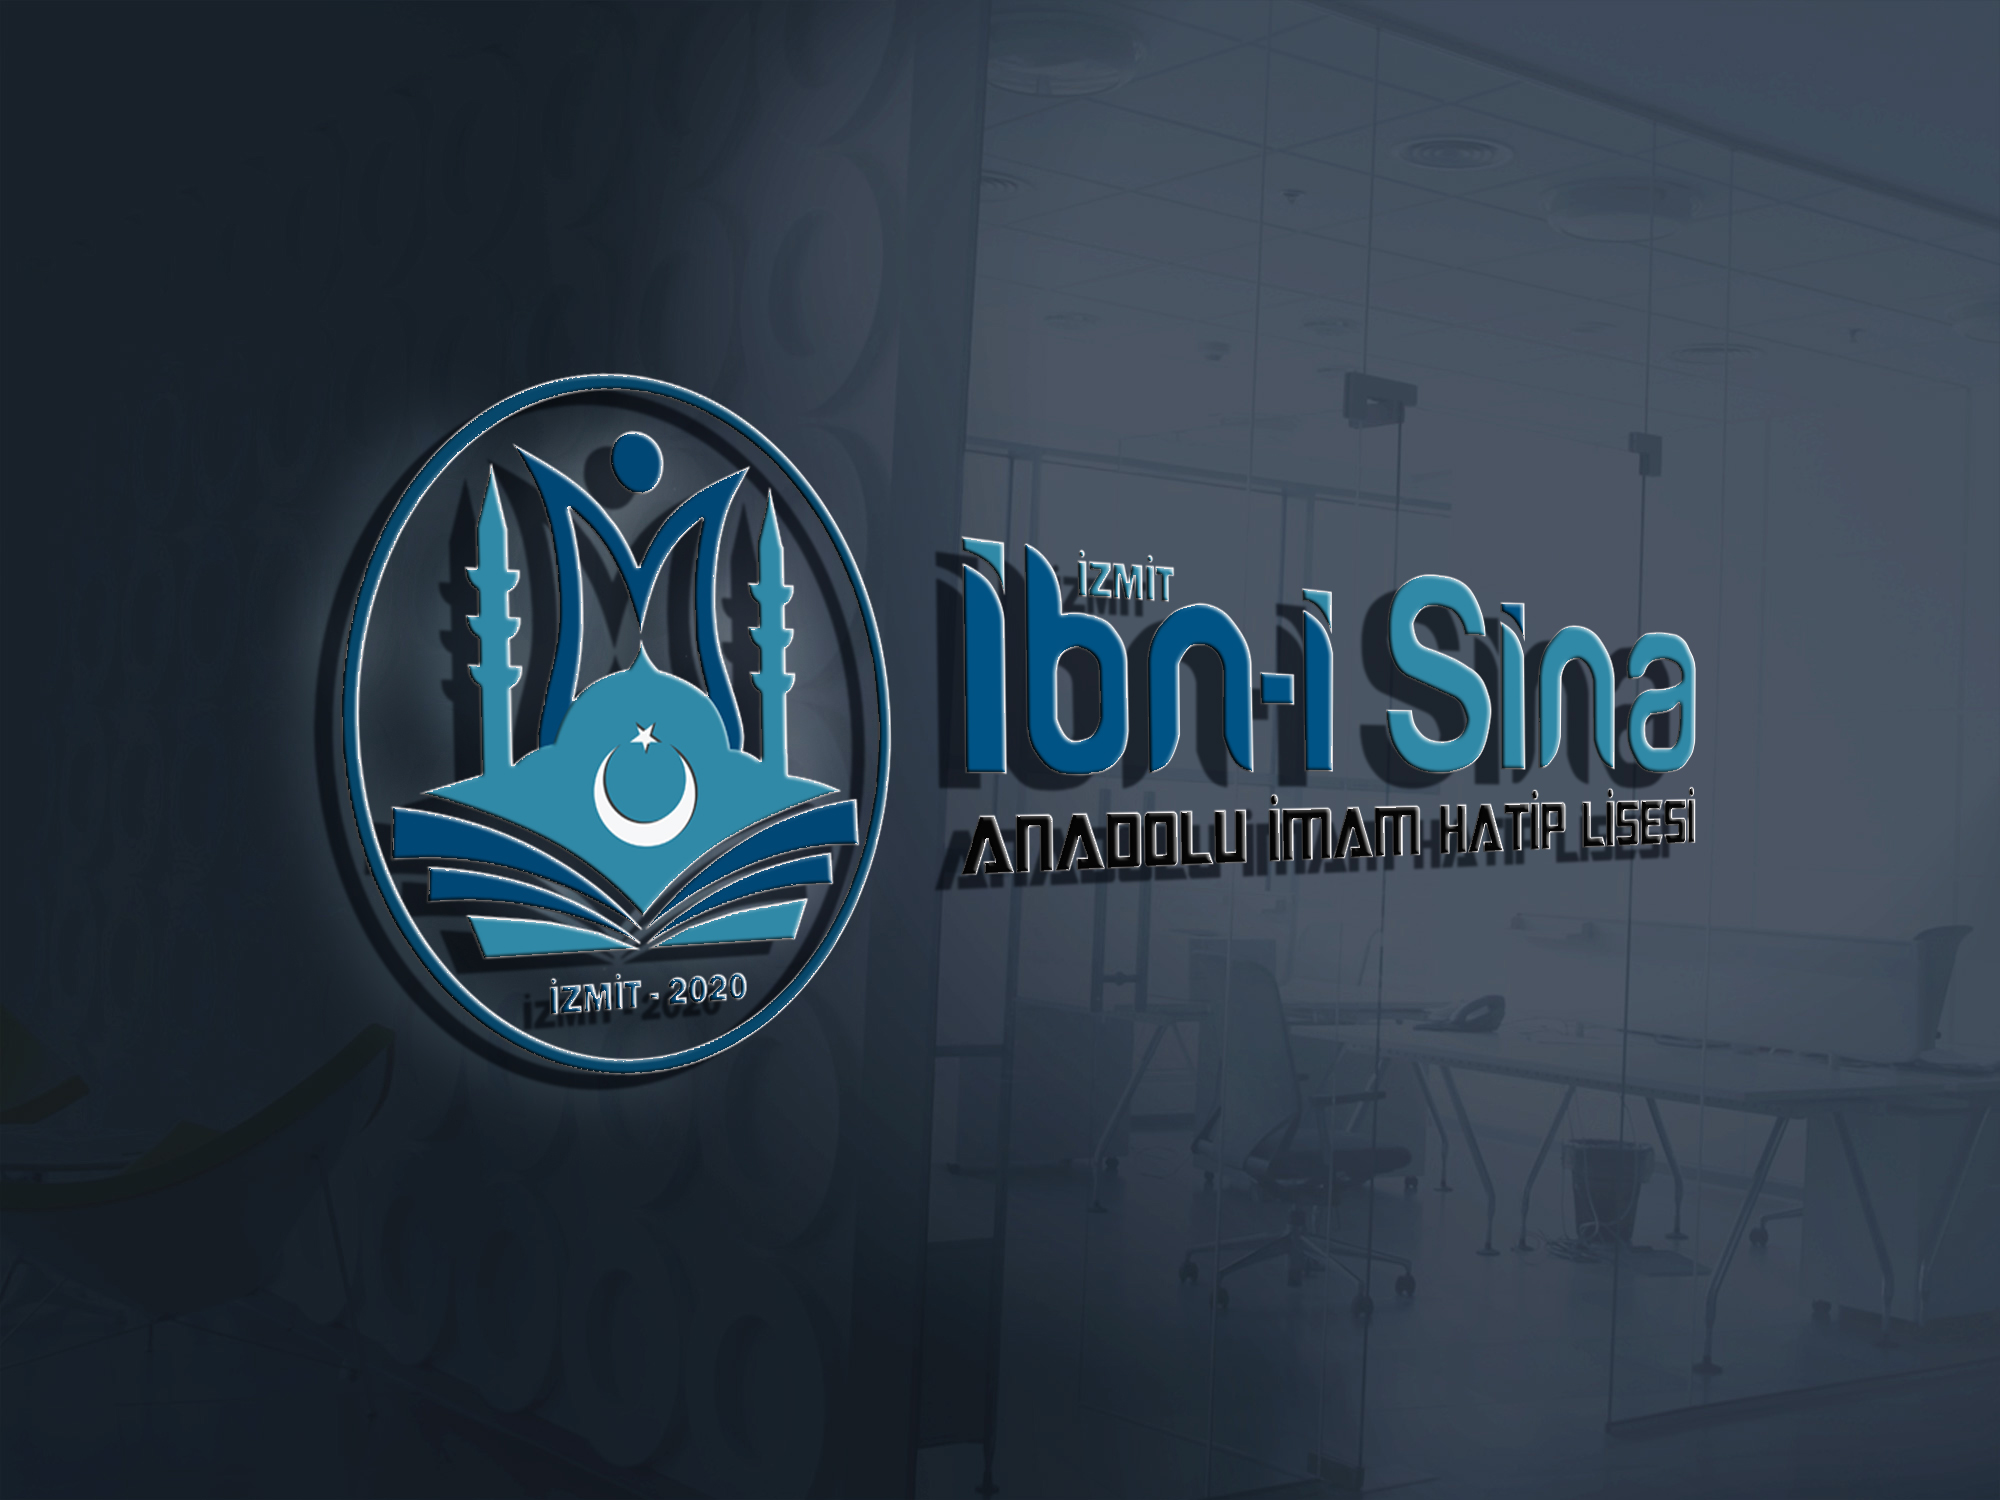 İZMİT - 2020
İZMİT
İbn-i Sina
ANADOLU İMAM HATİP LİSESİ